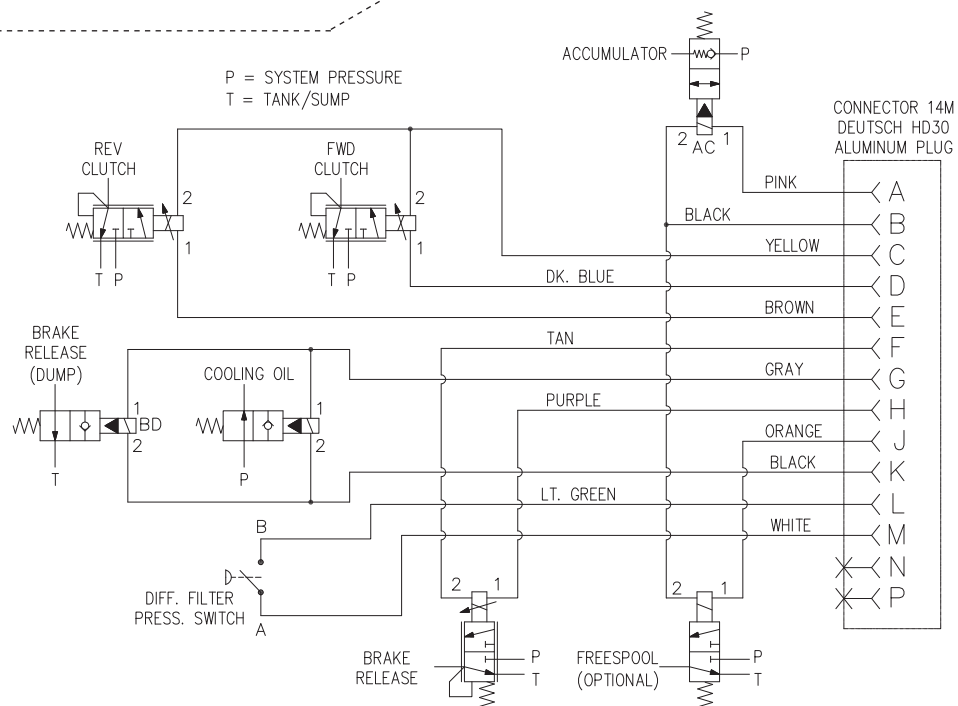 ACCUMULATOR
P
P = SYSTEM PRESSURE
T = TANK/SUMP
CONNECTOR 14M
DEUTSCH HD30
ALUMINUM PLUG
2 AC 1
REV
CLUTCH
2
1
T P
FWD
CLUTCH
2
1
T P
PINK A
BLACK B
YELLOW C
DK. BLUE D
BROWN E
TAN F
GRAY G
PURPLE H
ORANGE J
BLACK K
LT. GREEN L
WHITE M
N
P
BRAKE
RELEASE
(DUMP)
1
BD
2
T
COOLING OIL
1
2
P
B
DIFF. FILTER
PRESS. SWITCH
A
2 1
BRAKE
RELEASE
P
T
2 1
FREESPOOL
(OPTIONAL)
P
T